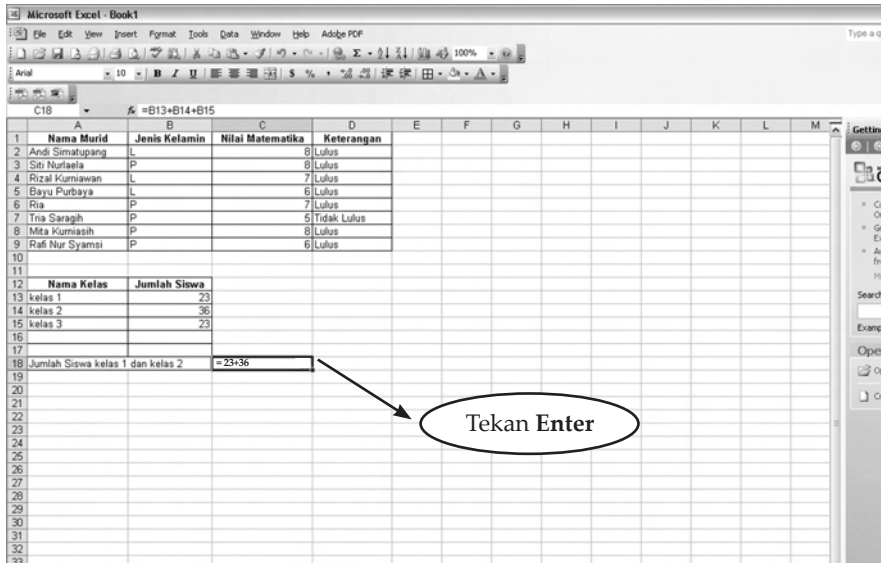 Microsoft Excel - Book1
File Edit View Insert Format Tools Data Window Help Adobe PDF Type a q
100%
Arial 10 B I U $ % ,
C18 fx =B13+B14+B15
A B C D E F G H I J K L M
1 Nama Murid Jenis Kelamin Nilai Matematika Keterangan
2 Andi Simatupang L 8 Lulus
3 Siti Nurlaela P 8 Lulus
4 Rizal Kurniawan L 7 Lulus
5 Bayu Purbaya L 6 Lulus
6 Ria P 7 Lulus
7 Tria Saragih P 5 Tidak Lulus
8 Mita Kurniasih P 8 Lulus
9 Rafi Nur Syamsi P 6 Lulus
10
11
12 Nama Kelas Jumlah Siswa
13 kelas 1 23
14 kelas 2 36
15 kelas 3 23
16
17
18 Jumlah Siswa kelas 1 dan kelas 2 = 23+36
19
20
21
22
23
24
25
26
27
28
29
30
31
32
33
Tekan Enter
Getting
Search
Examp
Ope